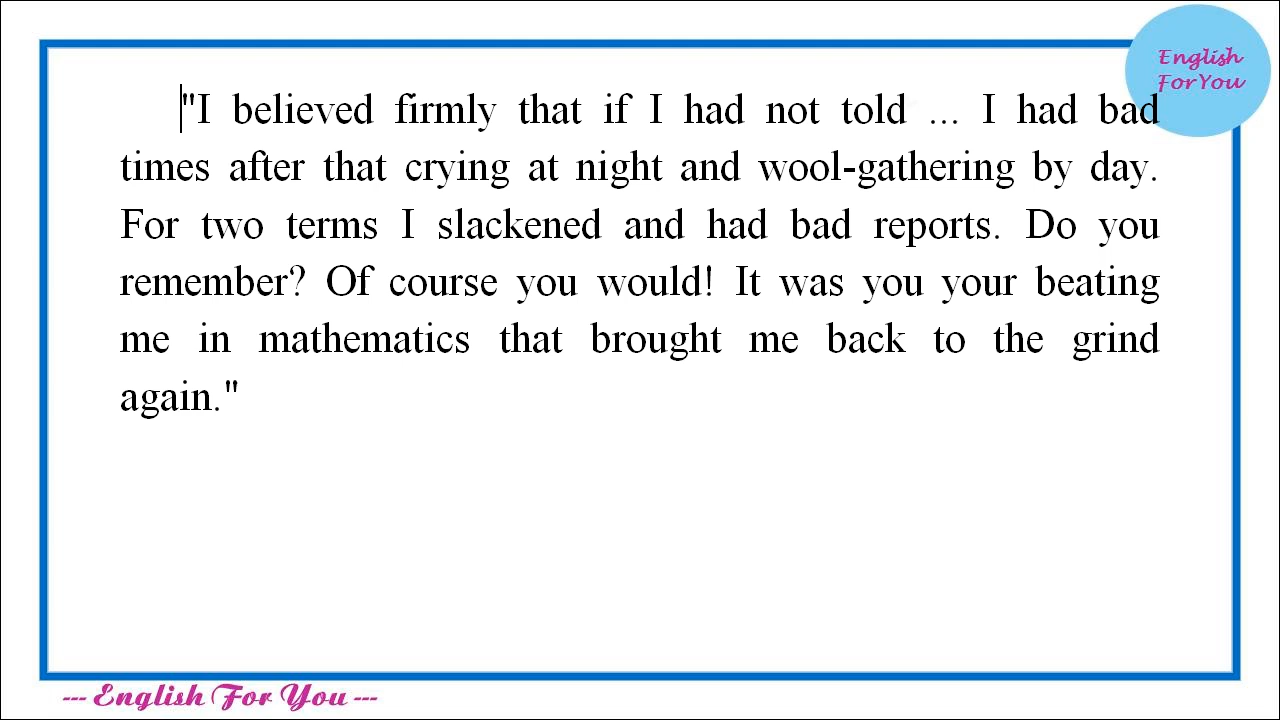 English
ForYou
"I believed firmly that if I had not told ... I had bad
times after that crying at night and wool-gathering by day.
For two terms I slackened and had bad reports. Do you
remember? Of course you would! It was you your beating
me in mathematics that brought me back to the grind
again."
--- English For You ---